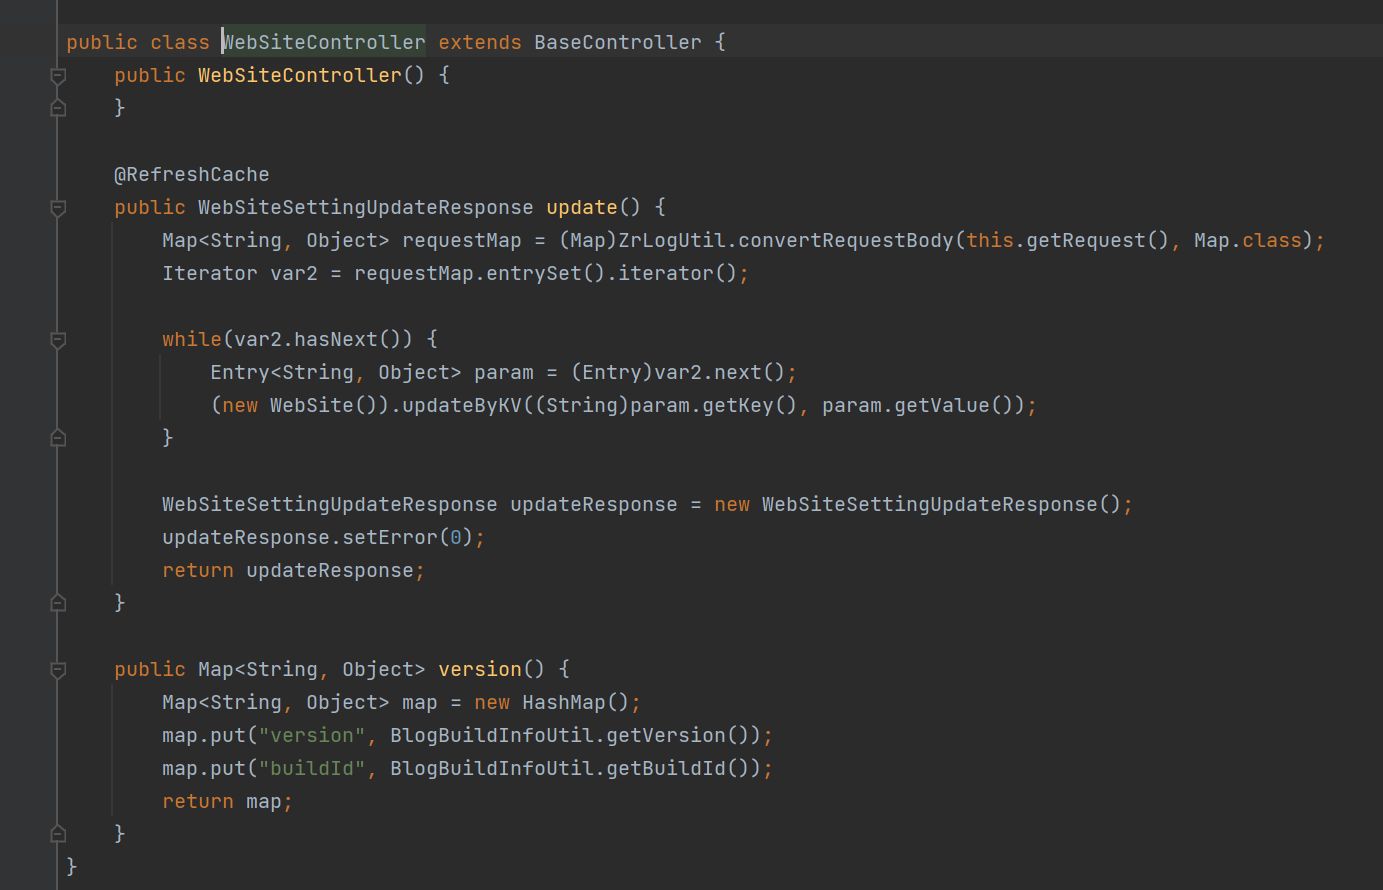 public class WebSiteController extends BaseController {
public WebSiteController() {
}
@RefreshCache
public WebSiteSettingUpdateResponse update() {
Map<String, Object> requestMap = (Map)ZrLogUtil.convertRequestBody(this.getRequest(), Map.class);
Iterator var2 = requestMap.entrySet().iterator();
while(var2.hasNext()) {
Entry<String, Object> param = (Entry)var2.next();
(new WebSite()).updateByKV((String)param.getKey(), param.getValue());
}
WebSiteSettingUpdateResponse updateResponse = new WebSiteSettingUpdateResponse();
updateResponse.setError(0);
return updateResponse;
}
public Map<String, Object> version() {
Map<String, Object> map = new HashMap();
map.put("version", BlogBuildInfoUtil.getVersion());
map.put("buildId", BlogBuildInfoUtil.getBuildId());
return map;
}
}